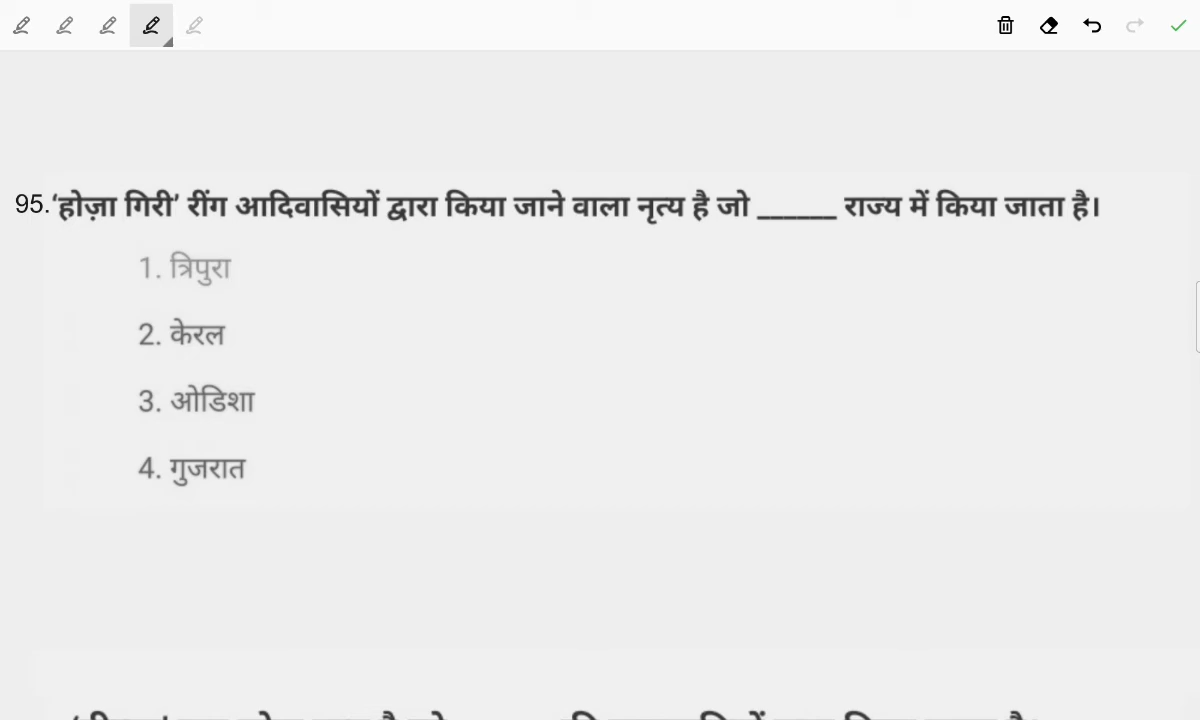 95. ‘होज़ा गिरी’ रींग आदिवासियों द्वारा किया जाने वाला नृत्य है जो ______ राज्य में किया जाता है।
1. त्रिपुरा
2. केरल
3. ओडिशा
4. गुजरात